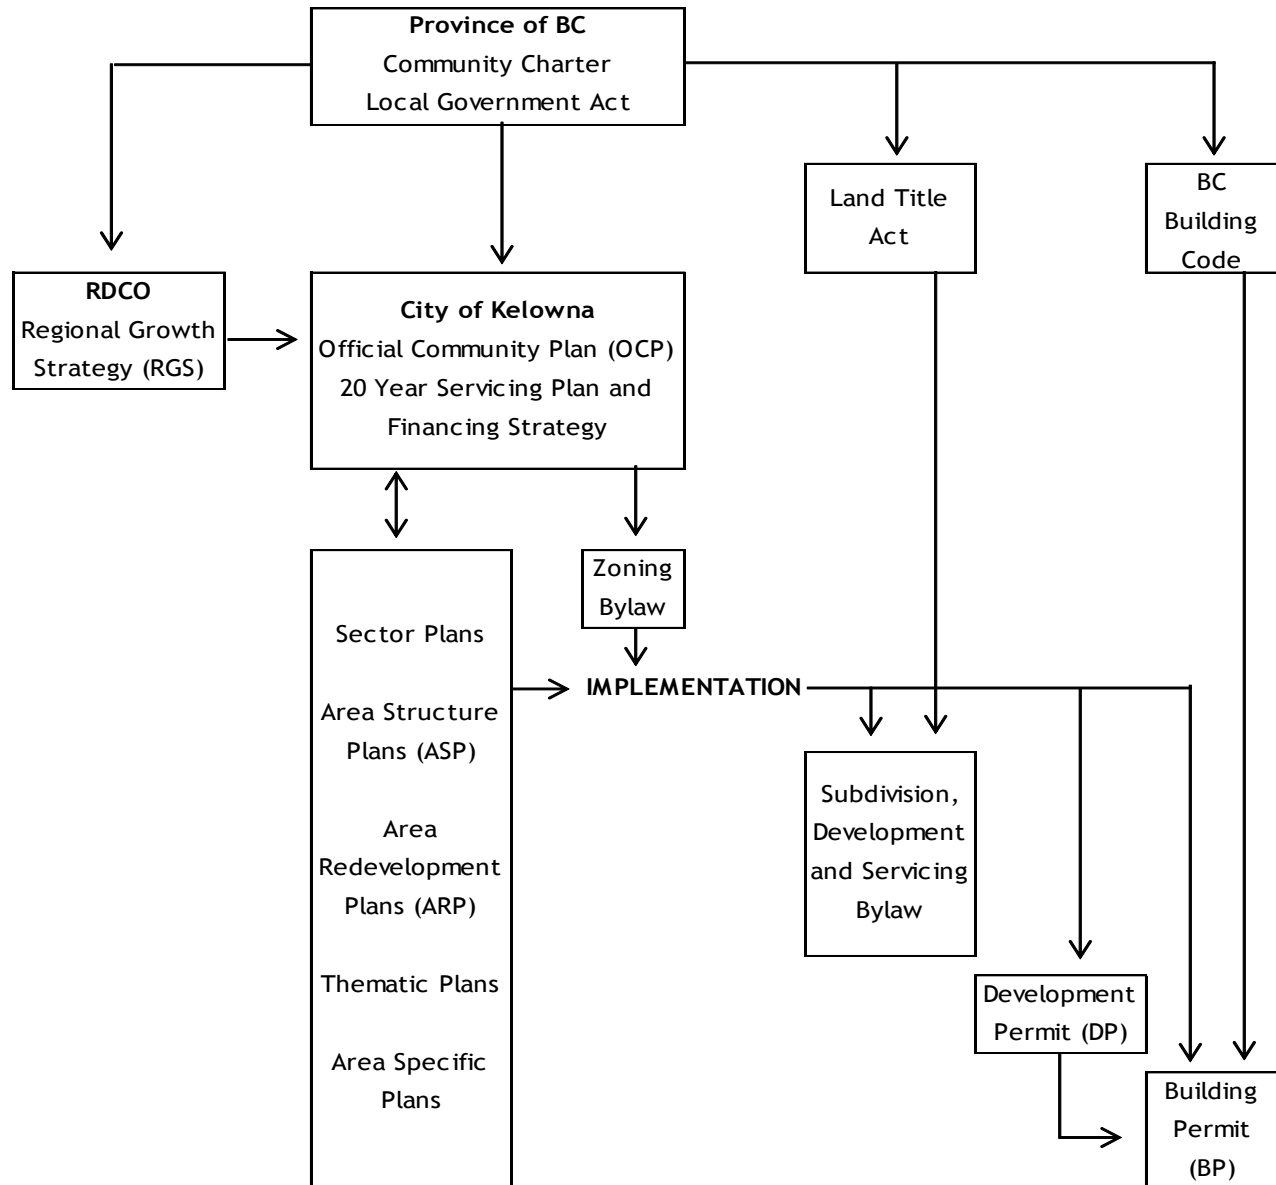 Province of BC
Community Charter
Local Government Act
Land Title
Act
BC
Building
Code
RDCO
Regional Growth
Strategy (RGS)
City of Kelowna
Official Community Plan (OCP)
20 Year Servicing Plan and
Financing Strategy
Zoning
Bylaw
Sector Plans
Area Structure
Plans (ASP)
Area
Redevelopment
Plans (ARP)
Thematic Plans
Area Specific
Plans
IMPLEMENTATION
Subdivision,
Development
and Servicing
Bylaw
Development
Permit (DP)
Building
Permit
(BP)